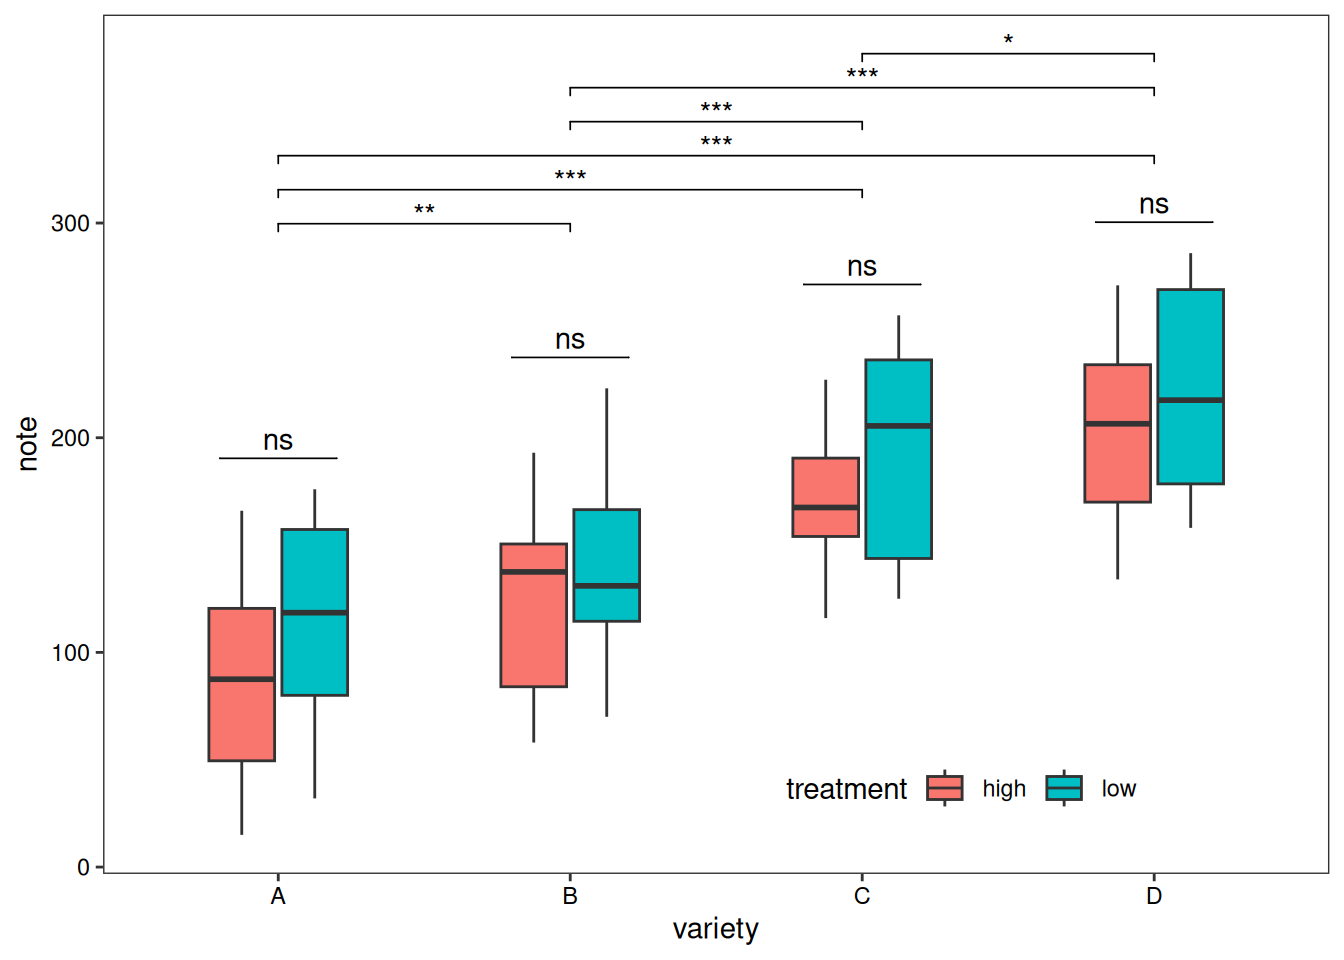 *
***
***
***
***
**
300
ns
ns
ns
200
ns
note
100
treatment high low
0
A B C D
variety